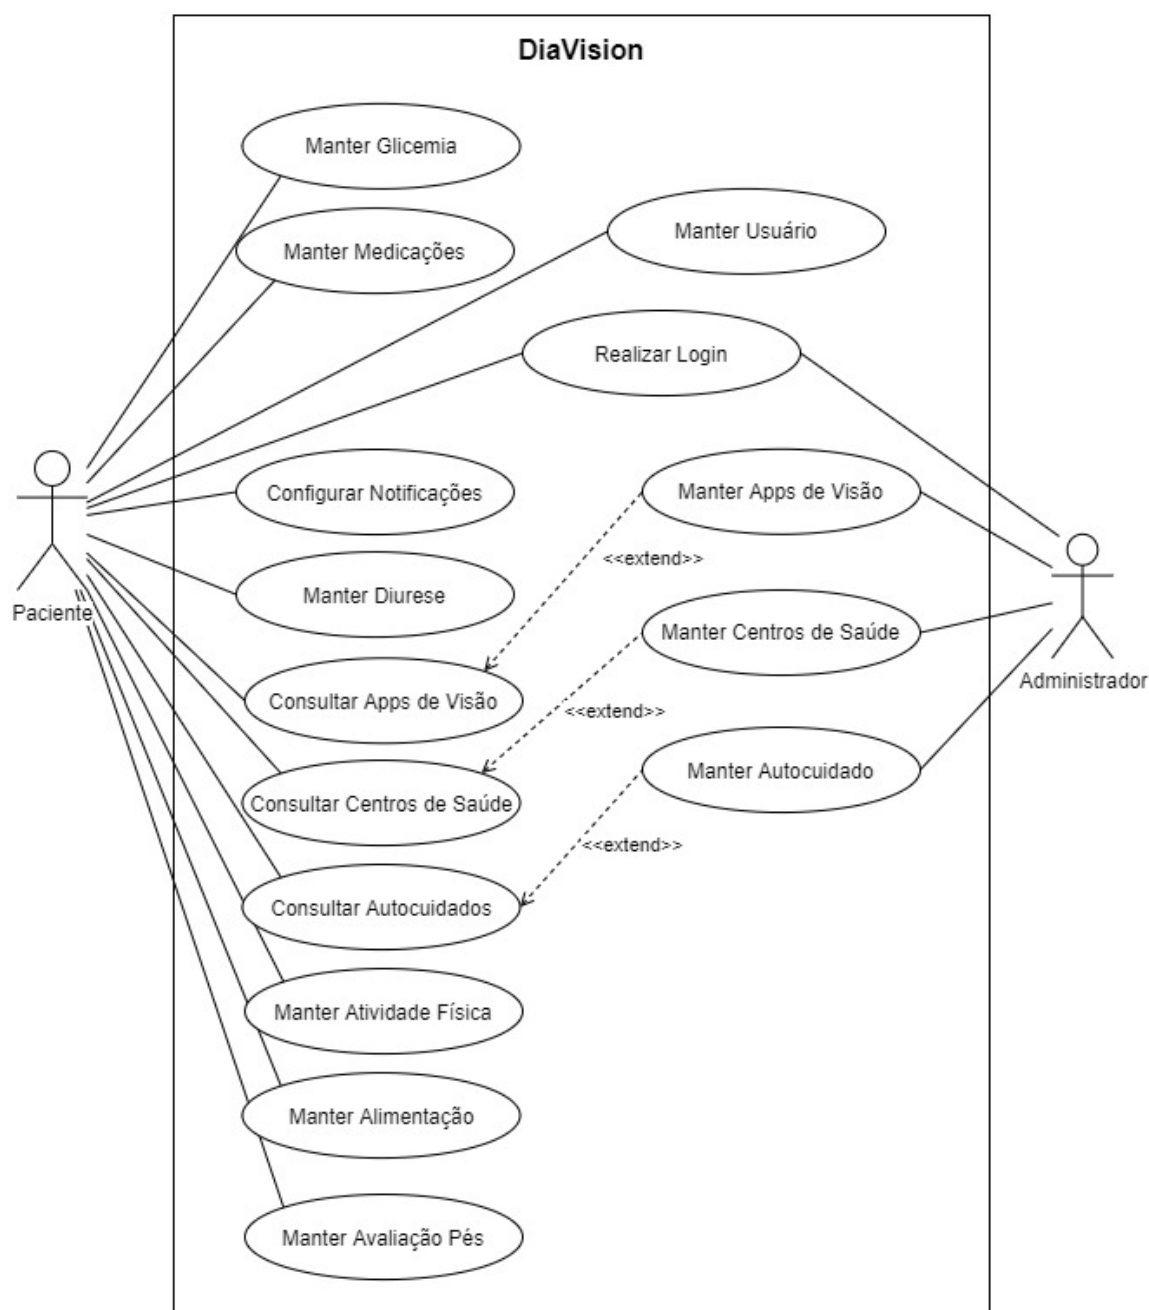 DiaVision
Manter Glicemia
Manter Usuário
Manter Medicações
Realizar Login
Configurar Notificações
Manter Apps de Visão
<<extend>>
Manter Diurese
Paciente
Manter Centros de Saúde
Administrador
Consultar Apps de Visão
<<extend>>
Manter Autocuidado
Consultar Centros de Saúde
<<extend>>
Consultar Autocuidados
Manter Atividade Física
Manter Alimentação
Manter Avaliação Pés